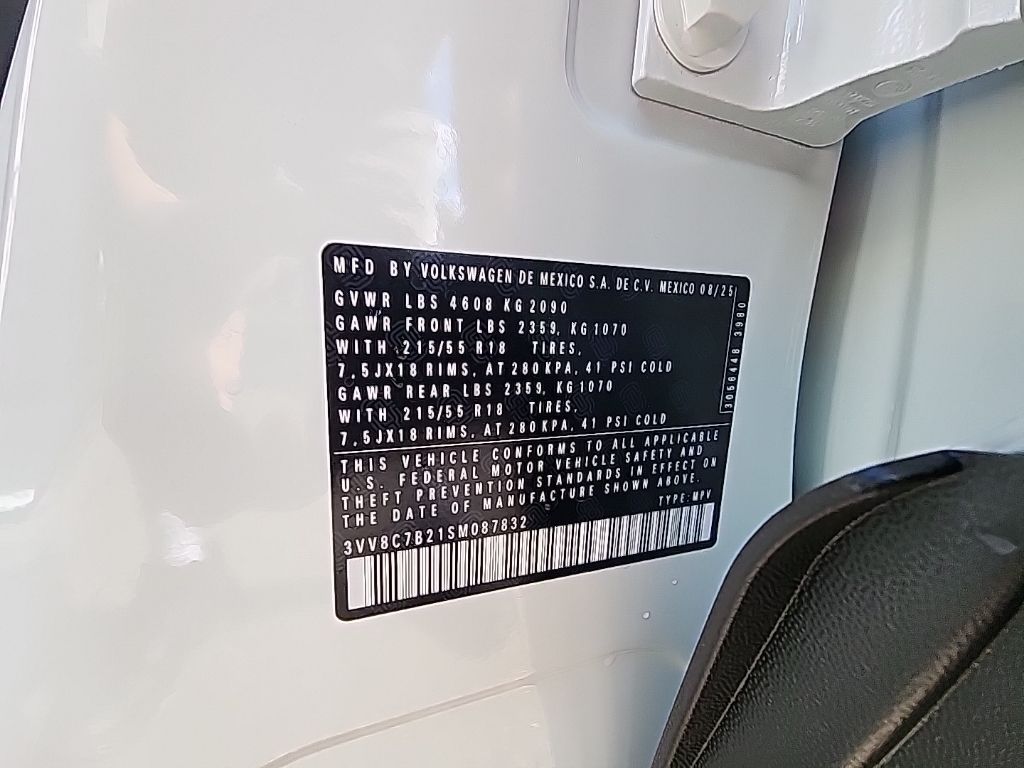 MFD BY VOLKSWAGEN DE MEXICO S.A. DE C.V. MEXICO 08/25
GVWR LBS 4608 KG 2090
GAWR FRONT LBS 2359, KG 1070
WITH 215/55 R18 TIRES,
7,5JX18 RIMS, AT 280 KPA, 41 PSI COLD
GAWR REAR LBS 2359, KG 1070
WITH 215/55 R18 TIRES,
7,5JX18 RIMS, AT 280 KPA, 41 PSI COLD
3056448 3980
THIS VEHICLE CONFORMS TO ALL APPLICABLE
U.S. FEDERAL MOTOR VEHICLE SAFETY AND
THEFT PREVENTION STANDARDS IN EFFECT ON
THE DATE OF MANUFACTURE SHOWN ABOVE.
TYPE: MPV
3VV8C7B21SM087832